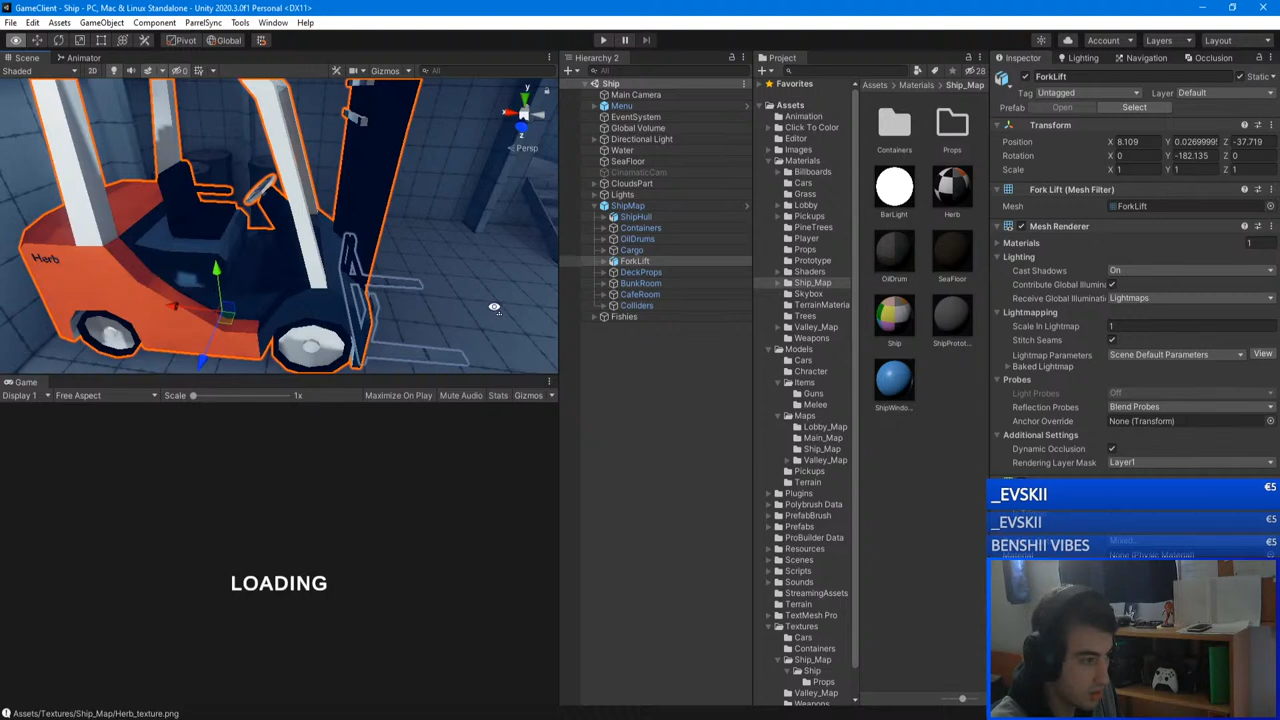 GameClient - Ship - PC, Mac & Linux Standalone - Unity 2020.3.0f1 Personal <DX11>
File Edit Assets GameObject Component ParrelSync Tools Window Help
Pivot Global
Account Layers Layout
Scene Animator
Shaded 2D 0 Gizmos All
Herb
y
x
z
Persp
Game
Display 1 Free Aspect Scale 1x Maximize On Play Mute Audio Stats Gizmos
LOADING
Assets/Textures/Ship_Map/Herb_texture.png
Hierarchy 2
All
Ship
Main Camera
Menu
EventSystem
Global Volume
Directional Light
Water
SeaFloor
CinamaticCam
CloudsPart
Lights
ShipMap
ShipHull
Containers
OilDrums
Cargo
ForkLift
DeckProps
BunkRoom
CafeRoom
Colliders
Fishies
Project
28
Favorites
Assets
Animation
Click To Color
Editor
Images
Materials
Billboards
Cars
Grass
Lobby
Pickups
PineTrees
Player
Props
Prototype
Shaders
Ship_Map
Skybox
TerrainMateria
Trees
Valley_Map
Weapons
Models
Cars
Chracter
Items
Guns
Melee
Maps
Lobby_Map
Main_Map
Ship_Map
Valley_Map
Pickups
Terrain
Plugins
Polybrush Data
PrefabBrush
Prefabs
ProBuilder Data
Resources
Scenes
Scripts
Sounds
StreamingAssets
Terrain
TextMesh Pro
Textures
Cars
Containers
Ship_Map
Ship
Props
Valley_Map
Weapons
Assets > Materials > Ship_Map
Containers Props
BarLight Herb
OilDrum SeaFloor
Ship ShipProtot...
ShipWindo...
Inspector Lighting Navigation Occlusion
ForkLift Static
Tag Untagged Layer Default
Prefab Open Select
Transform
Position X 8.109 Y 0.0269999 Z -37.719
Rotation X 0 Y -182.135 Z 0
Scale X 1 Y 1 Z 1
Fork Lift (Mesh Filter)
Mesh ForkLift
Mesh Renderer
Materials 1
Lighting
Cast Shadows On
Contribute Global Illumina
Receive Global Illuminati Lightmaps
Lightmapping
Scale In Lightmap 1
Stitch Seams
Lightmap Parameters Scene Default Parameters View
Baked Lightmap
Probes
Light Probes Off
Reflection Probes Blend Probes
Anchor Override None (Transform)
Additional Settings
Dynamic Occlusion
Rendering Layer Mask Layer1
_EVSKII €5
_EVSKII €5
BENSHII VIBES €5